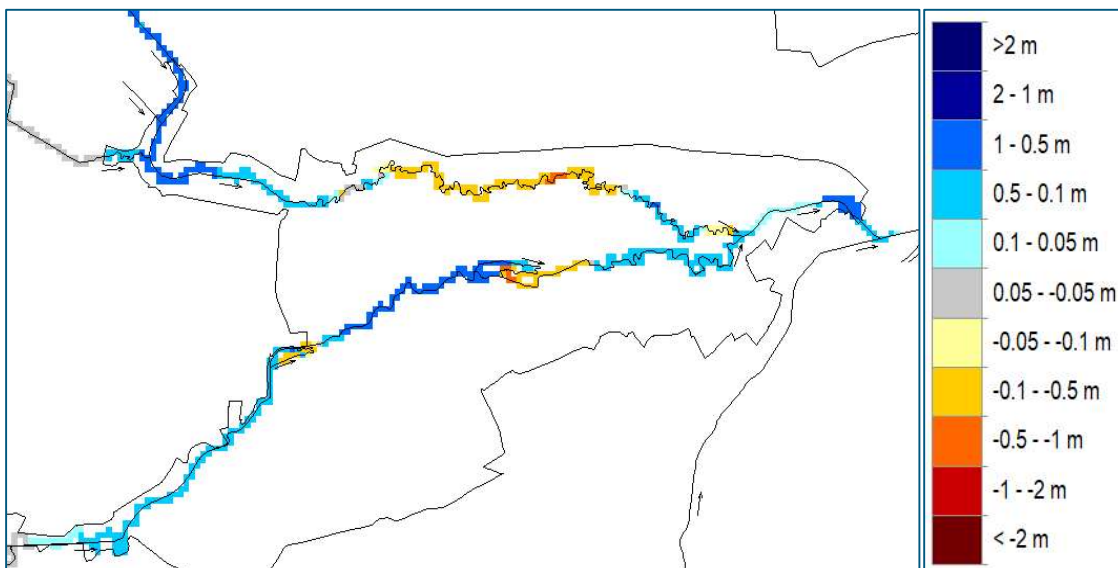 >2 m
2 - 1 m
1 - 0.5 m
0.5 - 0.1 m
0.1 - 0.05 m
0.05 - -0.05 m
-0.05 - -0.1 m
-0.1 - -0.5 m
-0.5 - -1 m
-1 - -2 m
< -2 m